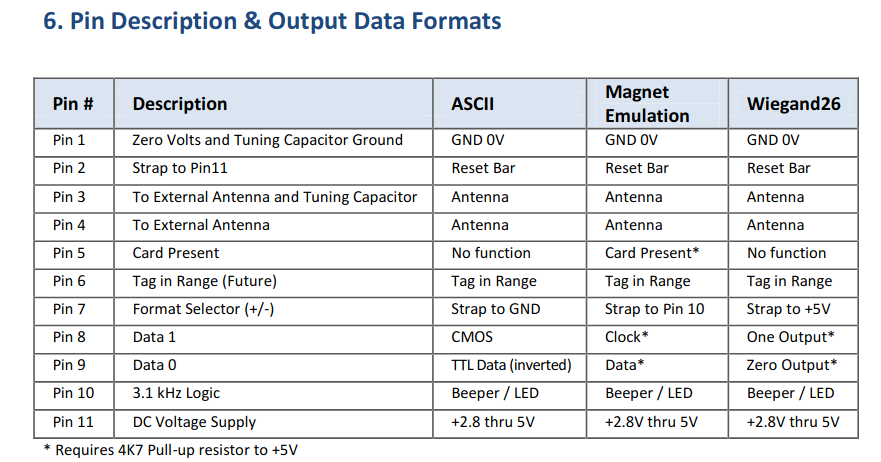 6. Pin Description & Output Data Formats
Pin # Description ASCII Magnet Emulation Wiegand26
Pin 1 Zero Volts and Tuning Capacitor Ground GND 0V GND 0V GND 0V
Pin 2 Strap to Pin11 Reset Bar Reset Bar Reset Bar
Pin 3 To External Antenna and Tuning Capacitor Antenna Antenna Antenna
Pin 4 To External Antenna Antenna Antenna Antenna
Pin 5 Card Present No function Card Present* No function
Pin 6 Tag in Range (Future) Tag in Range Tag in Range Tag in Range
Pin 7 Format Selector (+/-) Strap to GND Strap to Pin 10 Strap to +5V
Pin 8 Data 1 CMOS Clock* One Output*
Pin 9 Data 0 TTL Data (inverted) Data* Zero Output*
Pin 10 3.1 kHz Logic Beeper / LED Beeper / LED Beeper / LED
Pin 11 DC Voltage Supply +2.8 thru 5V +2.8V thru 5V +2.8V thru 5V
* Requires 4K7 Pull-up resistor to +5V